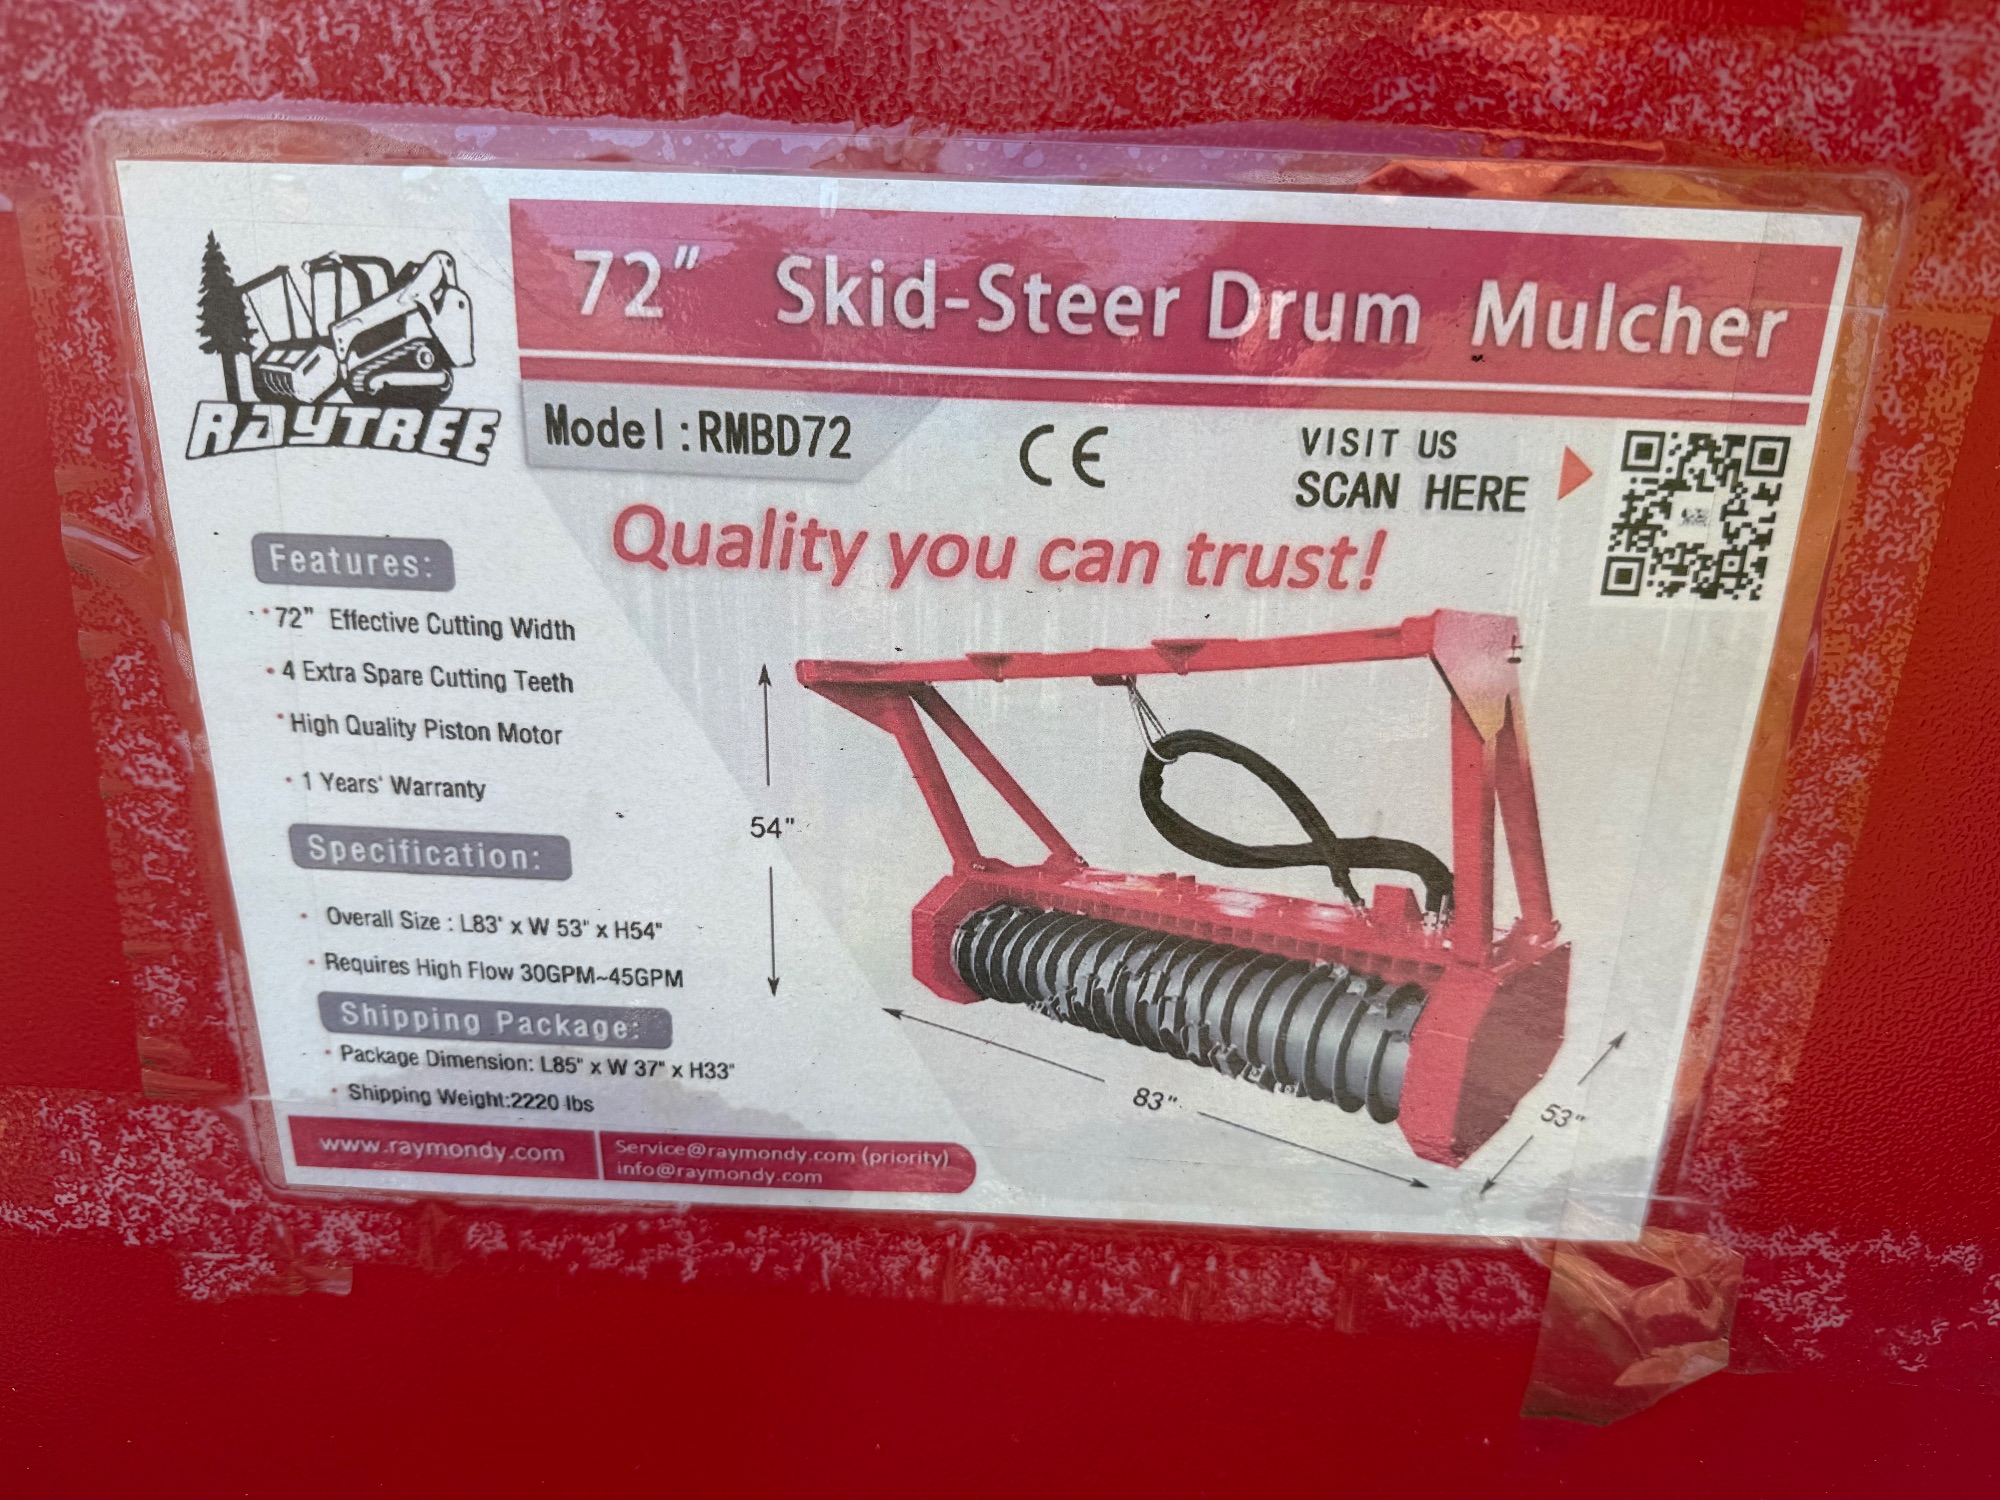 RAYTREE
72" Skid-Steer Drum Mulcher
Model:RMBD72
CE
VISIT US
SCAN HERE
Quality you can trust!
Features:
72" Effective Cutting Width
4 Extra Spare Cutting Teeth
High Quality Piston Motor
1 Years' Warranty
Specification:
Overall Size : L83' x W 53" x H54"
Requires High Flow 30GPM~45GPM
Shipping Package:
Package Dimension: L85" x W 37" x H33"
Shipping Weight:2220 lbs
54"
83"
53"
www.raymondy.com
Service@raymondy.com (priority)
info@raymondy.com